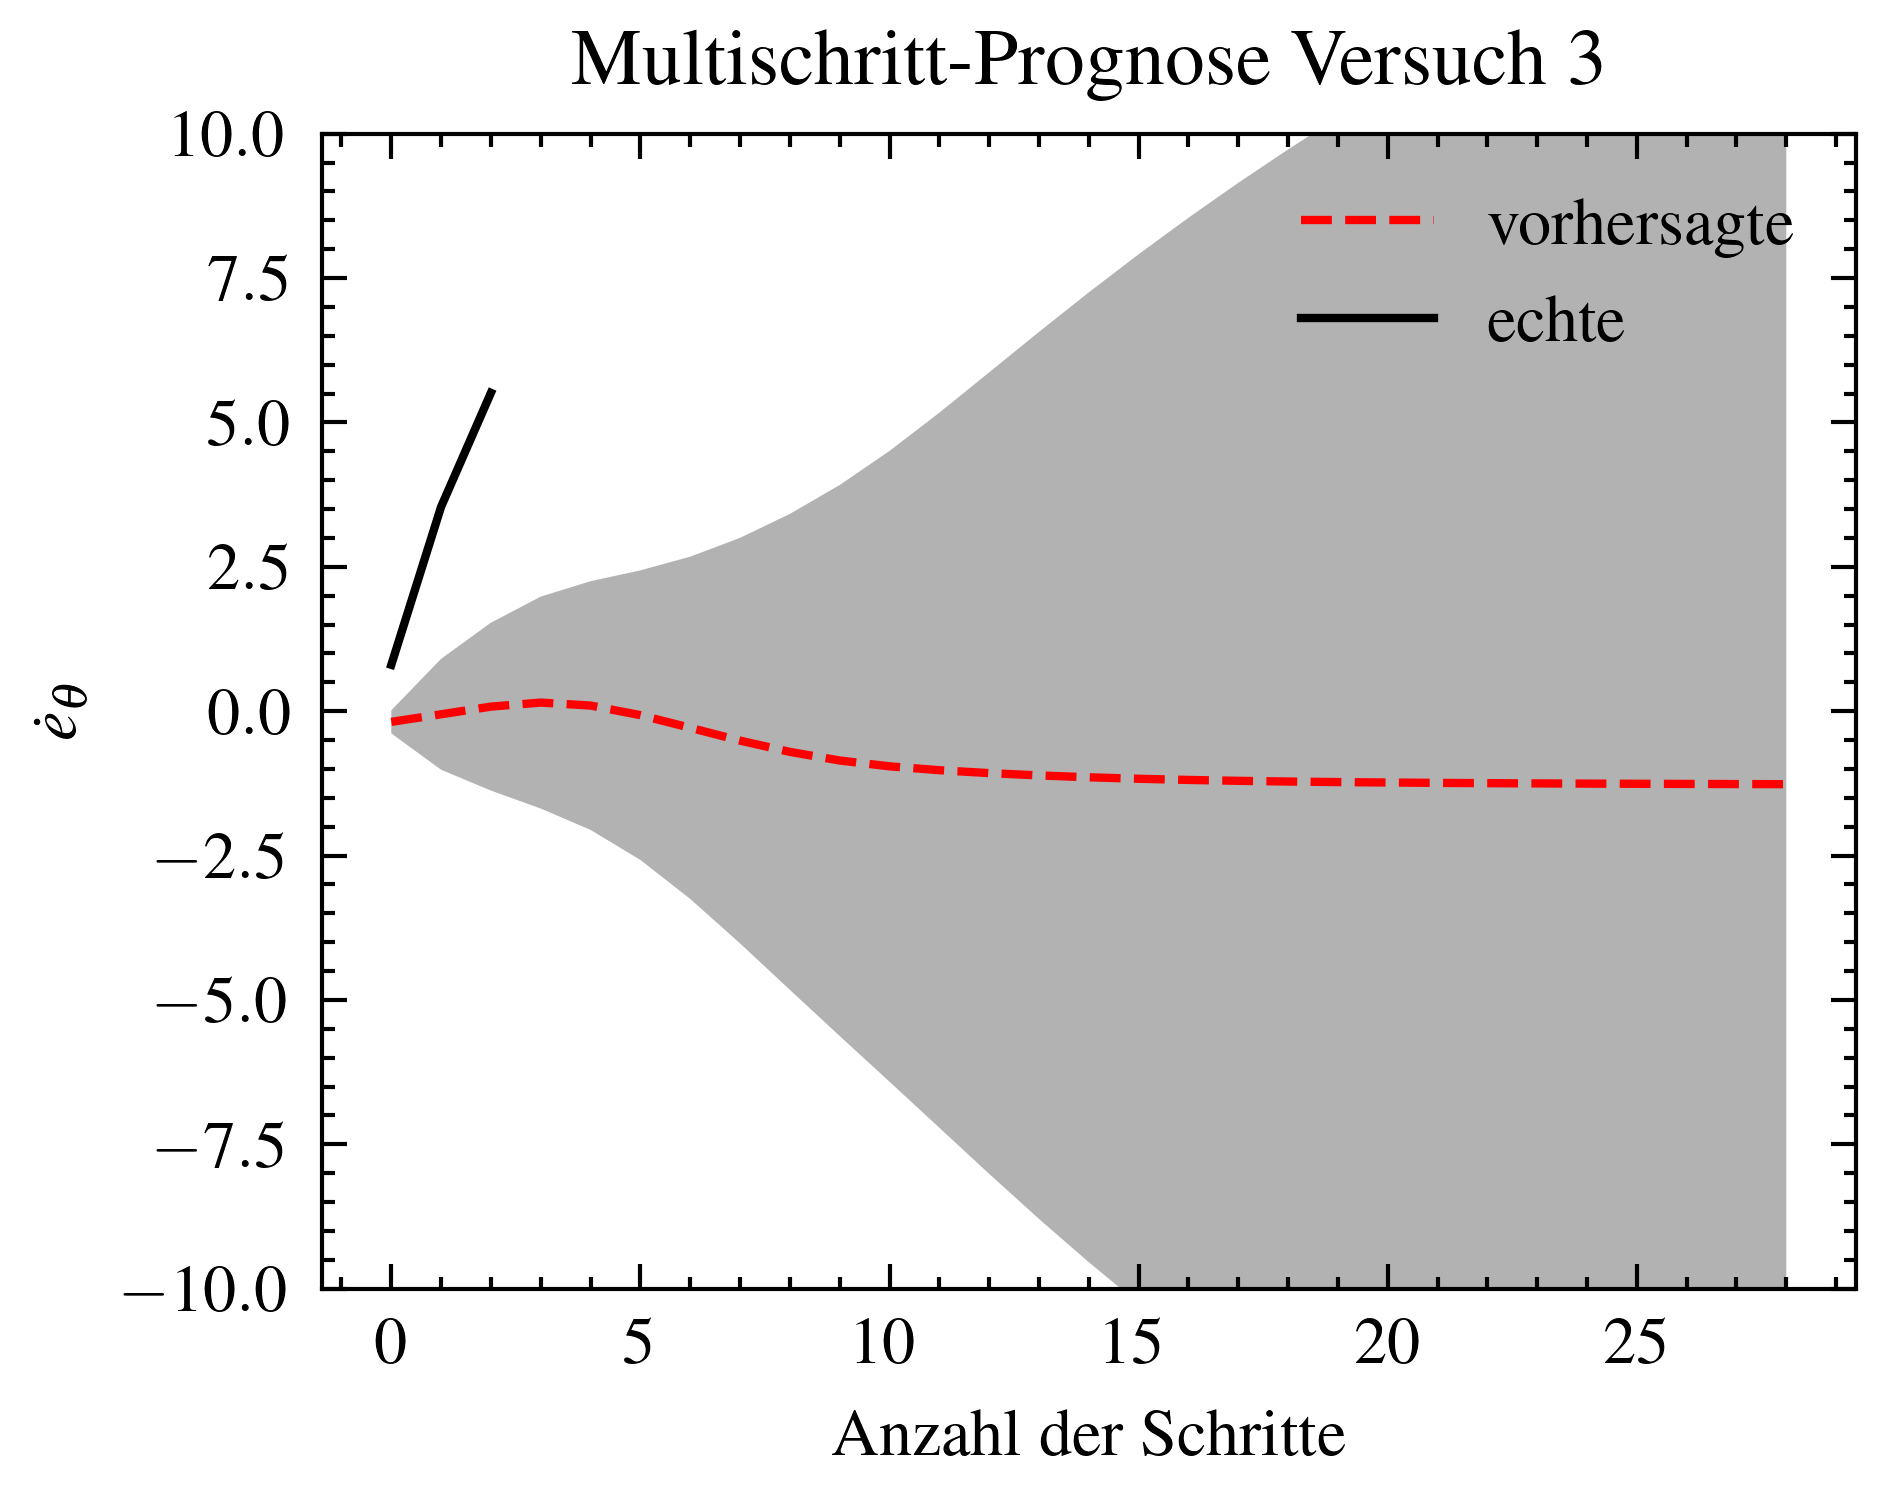 Multischritt-Prognose Versuch 3
10.0
7.5
5.0
2.5
0.0
−2.5
−5.0
−7.5
−10.0
ė_θ
vorhersagte
echte
0 5 10 15 20 25
Anzahl der Schritte